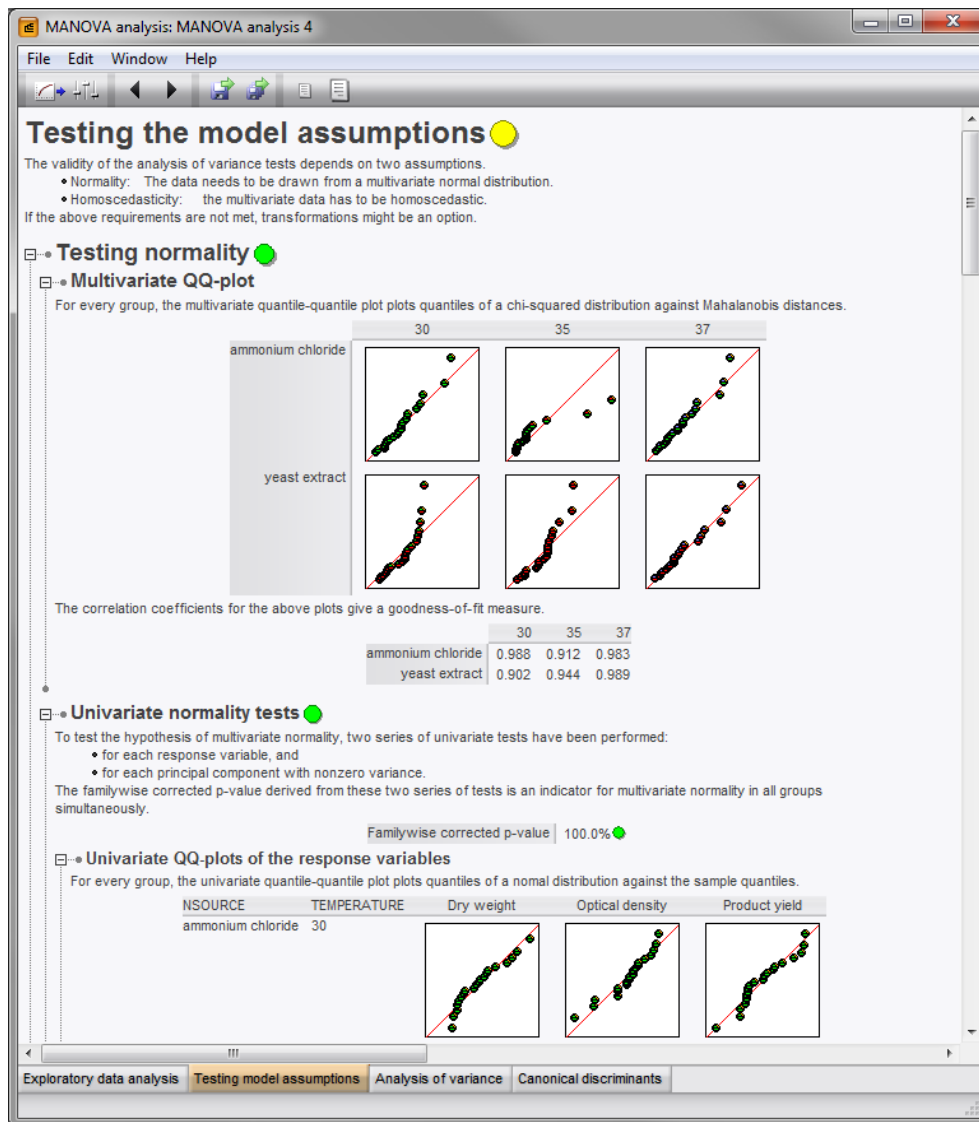 MANOVA analysis: MANOVA analysis 4
File Edit Window Help
Testing the model assumptions
The validity of the analysis of variance tests depends on two assumptions.
• Normality: The data needs to be drawn from a multivariate normal distribution.
• Homoscedasticity: the multivariate data has to be homoscedastic.
If the above requirements are not met, transformations might be an option.
Testing normality
Multivariate QQ-plot
For every group, the multivariate quantile-quantile plot plots quantiles of a chi-squared distribution against Mahalanobis distances.
30 35 37
ammonium chloride
yeast extract
The correlation coefficients for the above plots give a goodness-of-fit measure.
30 35 37
ammonium chloride 0.988 0.912 0.983
yeast extract 0.902 0.944 0.989
Univariate normality tests
To test the hypothesis of multivariate normality, two series of univariate tests have been performed:
• for each response variable, and
• for each principal component with nonzero variance.
The familywise corrected p-value derived from these two series of tests is an indicator for multivariate normality in all groups
simultaneously.
Familywise corrected p-value 100.0%
Univariate QQ-plots of the response variables
For every group, the univariate quantile-quantile plot plots quantiles of a nomal distribution against the sample quantiles.
NSOURCE TEMPERATURE Dry weight Optical density Product yield
ammonium chloride 30
Exploratory data analysis Testing model assumptions Analysis of variance Canonical discriminants